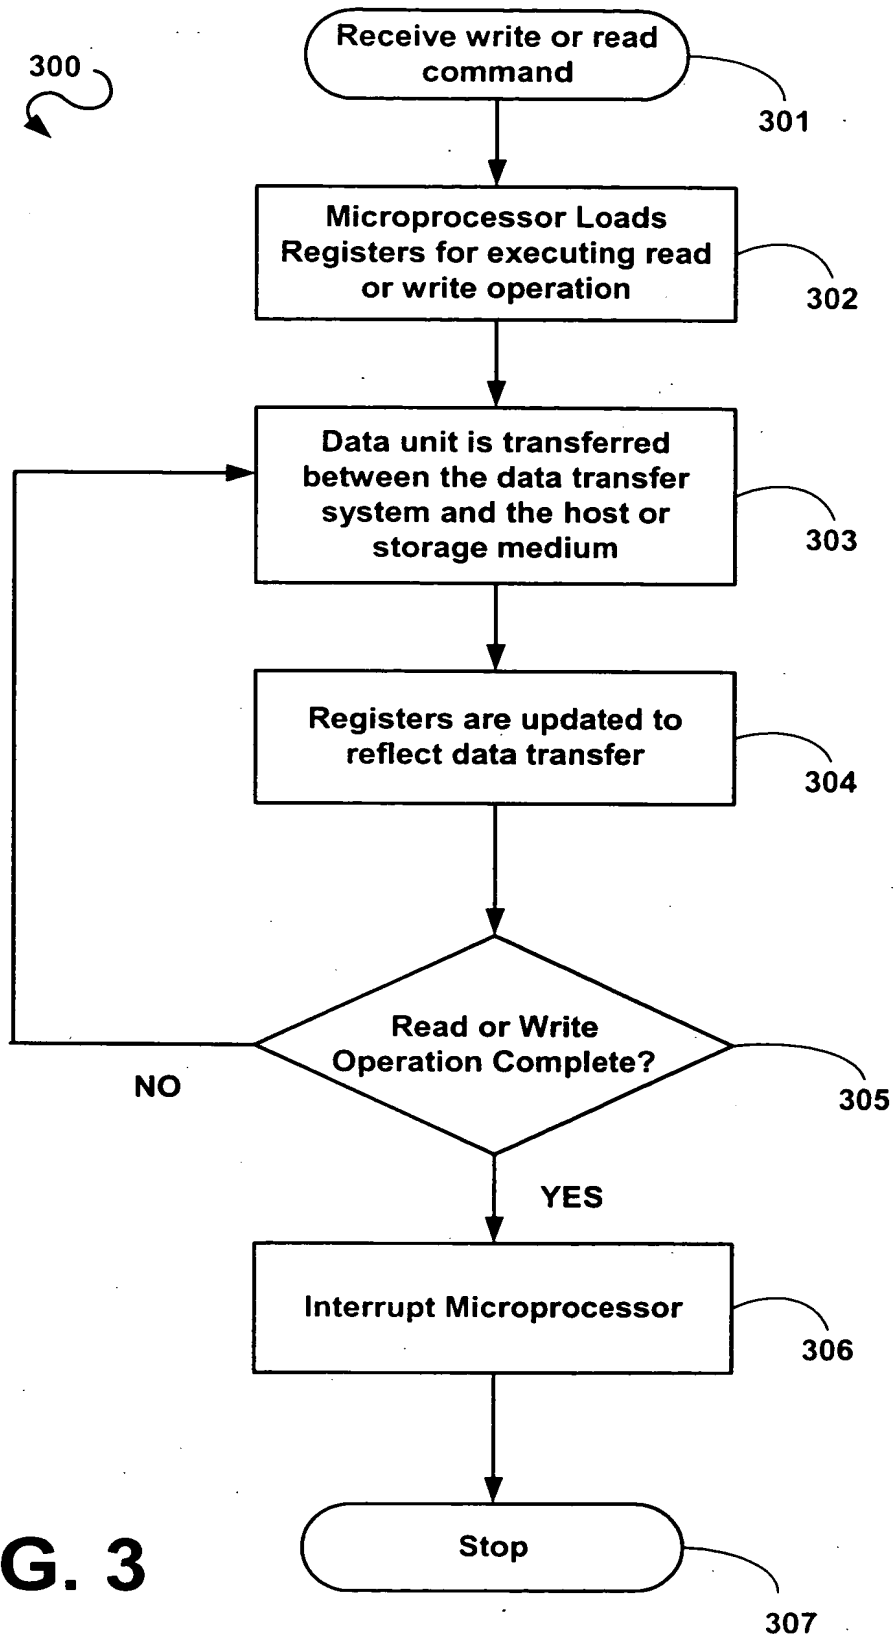 300
Receive write or read
command
301
Microprocessor Loads
Registers for executing read
or write operation
302
Data unit is transferred
between the data transfer
system and the host or
storage medium
303
Registers are updated to
reflect data transfer
304
Read or Write
Operation Complete?
305
NO
YES
Interrupt Microprocessor
306
Stop
307
G. 3